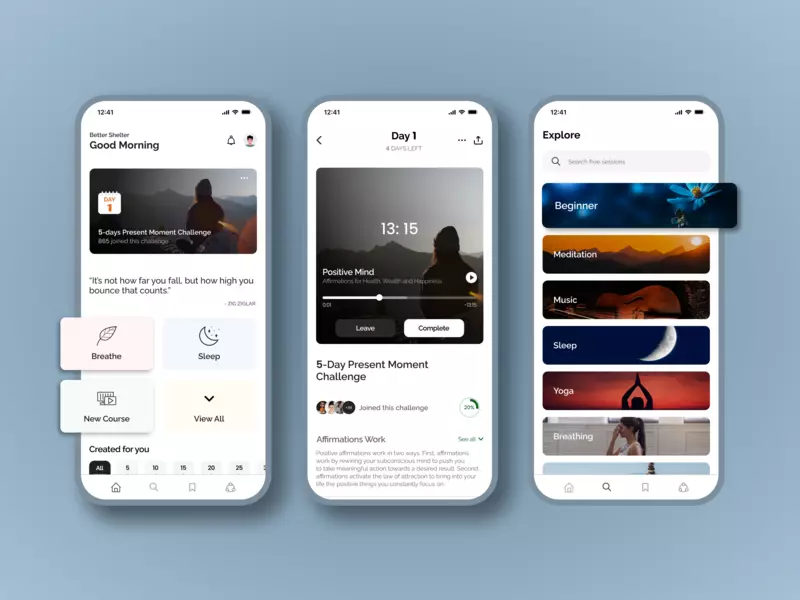 12:41
Better Shelter
Good Morning
DAY
1
5-days Present Moment Challenge
865 joined this challenge
“It’s not how far you fall. but how high you
bounce that counts.”
- ZIG ZIGLAR
Breathe
Sleep
New Course
View All
Created for you
All 5 10 15 20 25
12:41
Day 1
4 DAYS LEFT
13: 15
Positive Mind
Affirmations for Health, Wealth and Happiness
0:01
-13:15
Leave
Complete
5-Day Present Moment
Challenge
Joined this challenge
20%
Affirmations Work
See all
Positive affirmations work in two ways. First, affirmations
work by rewiring your subconscious mind to push you
to take meaningful action towards a desired result. Second
affirmations activate the law of attraction to bring into your
life the positive things you constantly focus on
12:41
Explore
Search five sessions
Beginner
Meditation
Music
Sleep
Yoga
Breathing